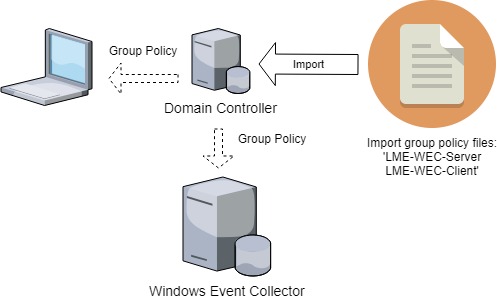 Group Policy
Import
Domain Controller
Import group policy files:
'LME-WEC-Server
LME-WEC-Client'
Group Policy
Windows Event Collector